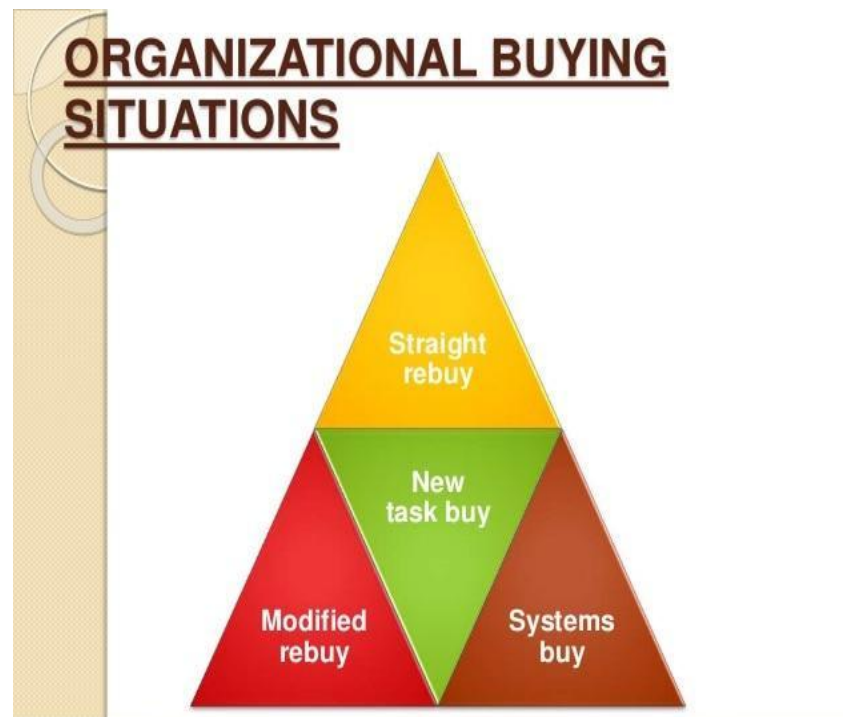 ORGANIZATIONAL BUYING
SITUATIONS
Straight
rebuy
New
task buy
Modified
rebuy
Systems
buy